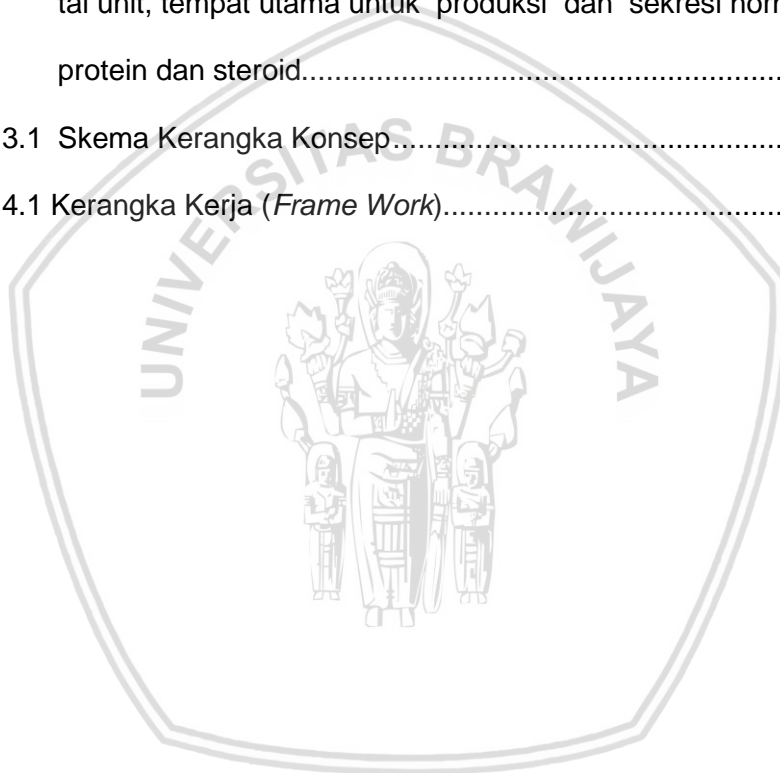 tal unit, tempat utama untuk produksi dan sekresi
protein dan steroid........................................................
3.1 Skema Kerangka Konsep.............................................
4.1 Kerangka Kerja (Frame Work).......................................
UNIVERSITAS BRAWIJAYA